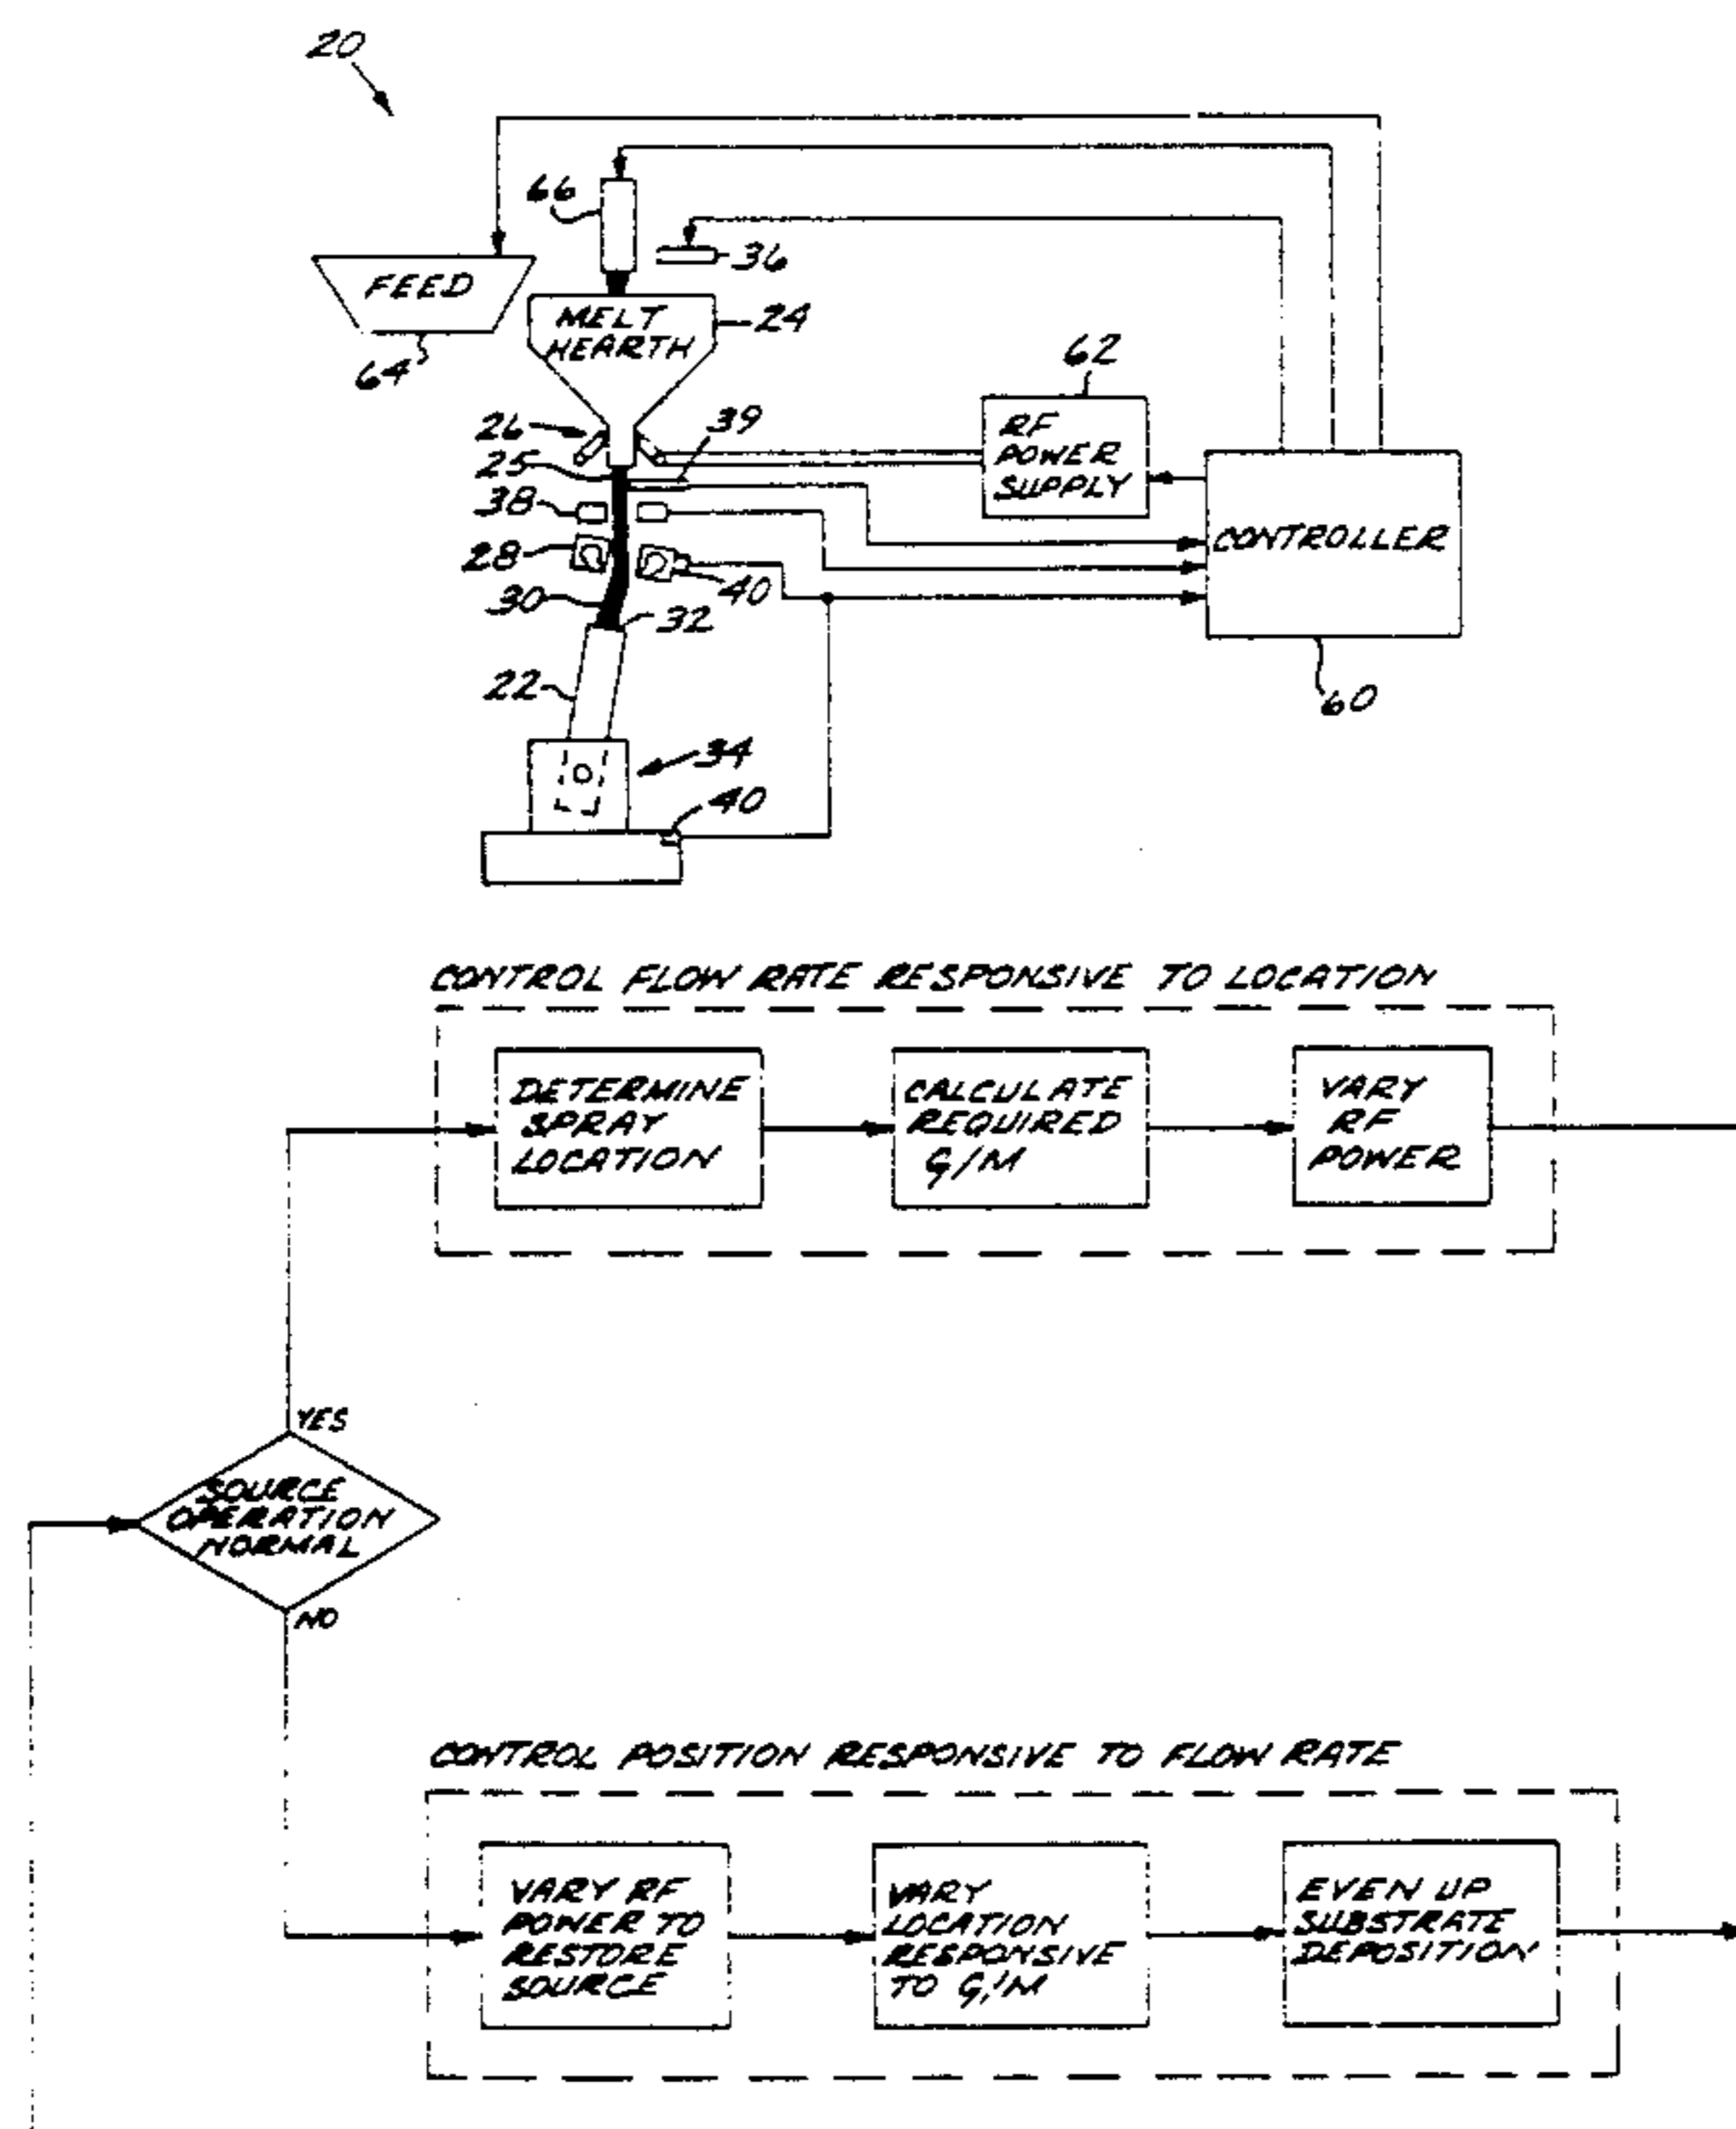 20
66
36
FEED
MELT
HEARTH
24
64
62
RF
POWER
SUPPLY
26
39
25
38
CONTROLLER
28
40
30
32
22
60
34
40
CONTROL FLOW RATE RESPONSIVE TO LOCATION
DETERMINE
SPRAY
LOCATION
CALCULATE
REQUIRED
G/M
VARY
RF
POWER
YES
SOURCE
OPERATION
NORMAL
NO
CONTROL POSITION RESPONSIVE TO FLOW RATE
VARY RF
POWER TO
RESTORE
SOURCE
VARY
LOCATION
RESPONSIVE
TO G/M
EVEN UP
SUBSTRATE
DEPOSITION